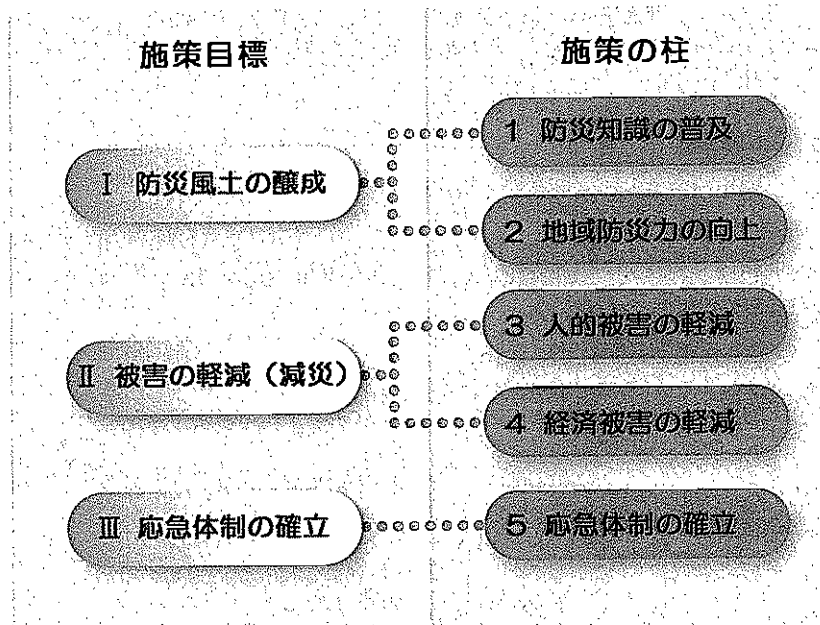 施策目標
施策の柱
Ⅰ 防災風土の醸成
1 防災知識の普及
2 地域防災力の向上
Ⅱ 被害の軽減（減災）
3 人的被害の軽減
4 経済被害の軽減
Ⅲ 応急体制の確立
5 応急体制の確立